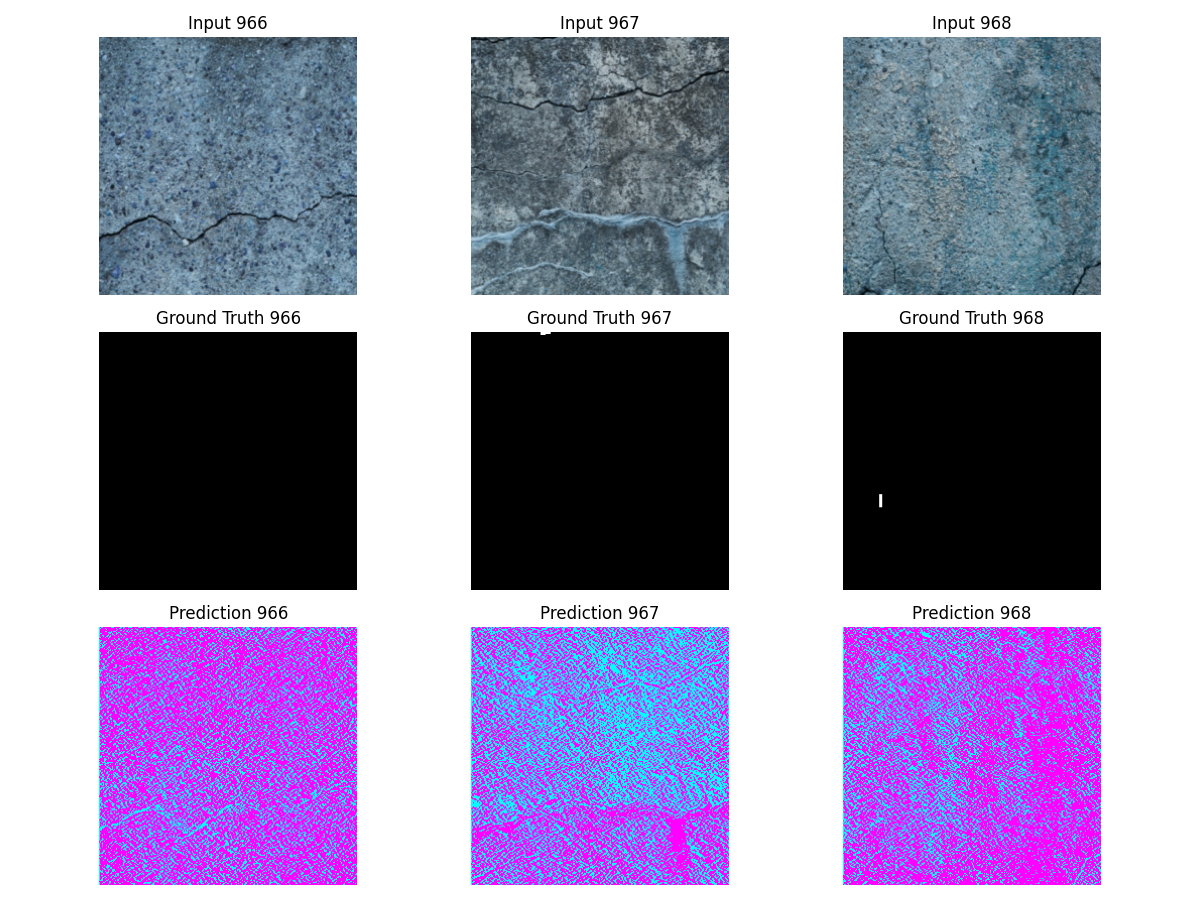 Input 966
Input 967
Input 968
Ground Truth 966
Ground Truth 967
Ground Truth 968
Prediction 966
Prediction 967
Prediction 968